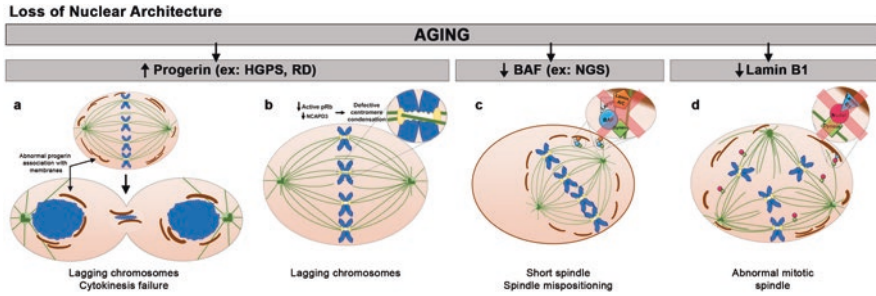 Loss of Nuclear Architecture
AGING
↑ Progerin (ex: HGPS, RD)
↓ BAF (ex: NGS)
↓ Lamin B1
a
b
c
d
Abnormal progerin
association with
membranes
↓ Active pRb
↓ NCAPD3
Defective
centromere
condensation
BAF
Lagging chromosomes
Cytokinesis failure
Lagging chromosomes
Short spindle
Spindle mispositioning
Abnormal mitotic
spindle